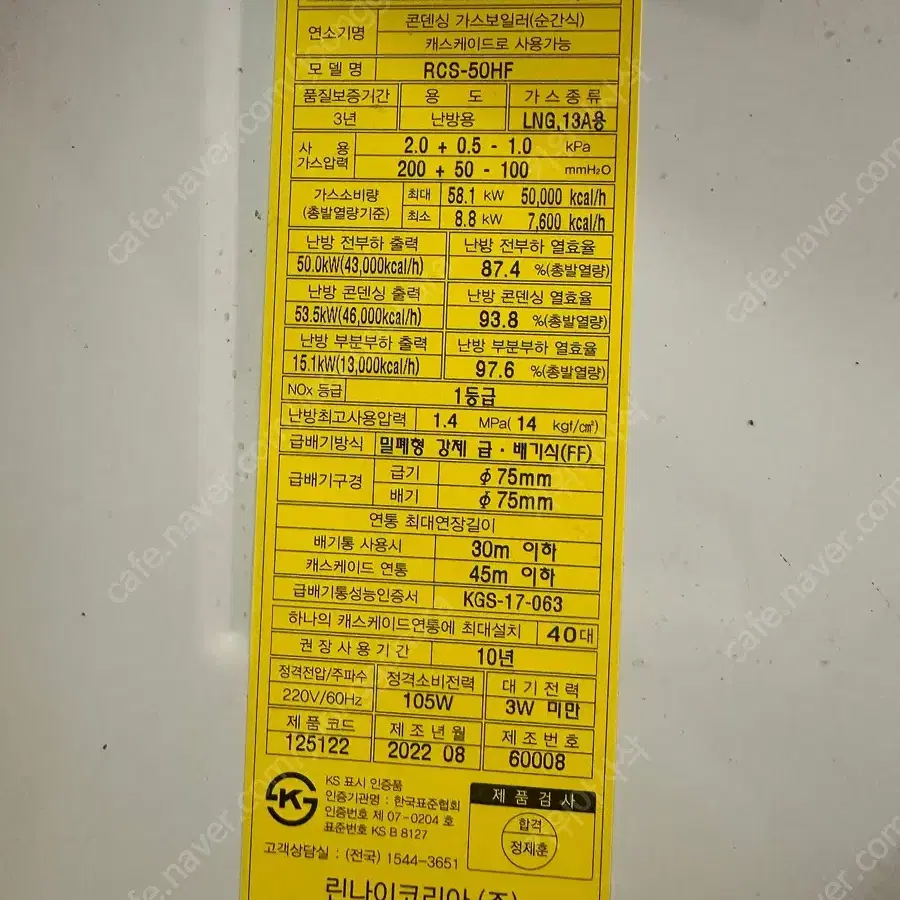 연소기명 콘덴싱 가스보일러(순간식)
캐스케이드로 사용가능
모 델 명 RCS-50HF
품질보증기간 용 도 가 스 종 류
3년 난방용 LNG,13A용
사 용 가스압력 2.0 + 0.5 - 1.0 kPa
200 + 50 - 100 mmH₂O
가스소비량 (총발열량기준) 최대 58.1 kW 50,000 kcal/h
최소 8.8 kW 7,600 kcal/h
난방 전부하 출력 난방 전부하 열효율
50.0kW(43,000kcal/h) 87.4 %(총발열량)
난방 콘덴싱 출력 난방 콘덴싱 열효율
53.5kW(46,000kcal/h) 93.8 %(총발열량)
난방 부분부하 출력 난방 부분부하 열효율
15.1kW(13,000kcal/h) 97.6 %(총발열량)
NOx 등급 1등급
난방최고사용압력 1.4 MPa( 14 kgf/㎠)
급배기방식 밀폐형 강제 급·배기식(FF)
급배기구경 급기 ϕ 75mm
배기 ϕ 75mm
연통 최대연장길이
배기통 사용시 30m 이하
캐스케이드 연통 45m 이하
급배기통성능인증서 KGS-17-063
하나의 캐스케이드연통에 최대설치 40대
권 장 사 용 기 간 10년
정격전압/주파수 정격소비전력 대 기 전 력
220V/60Hz 105W 3W 미만
제 품 코드 제 조 년 월 제 조 번 호
125122 2022 08 60008
KS 표시 인증품
인증기관명 : 한국표준협회
인증번호 제 07-0204 호
표준번호 KS B 8127
제 품 검 사
합격
정제훈
고객상담실 : (전국) 1544-3651
린나이코리아(주)
cafe.naver.com